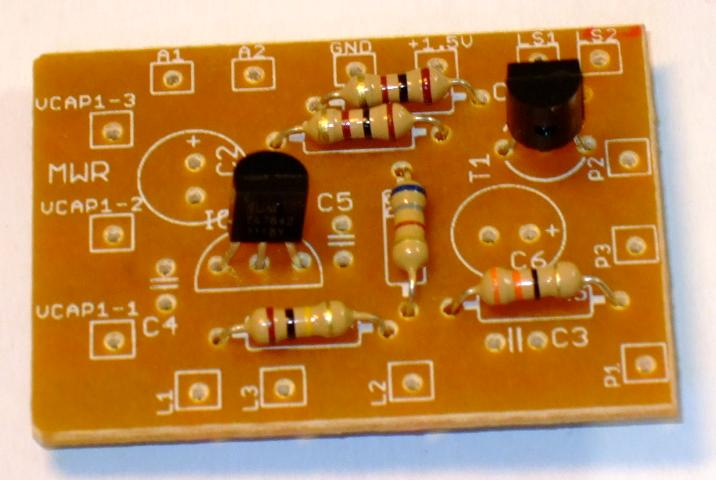 A1
A2
GND
+1.5V
LS1
LS2
VCAP1-3
C2
T1
P2
MWR
VCAP1-2
C5
P3
C6
VCAP1-1
C4
C3
P1
L1
L3
L2